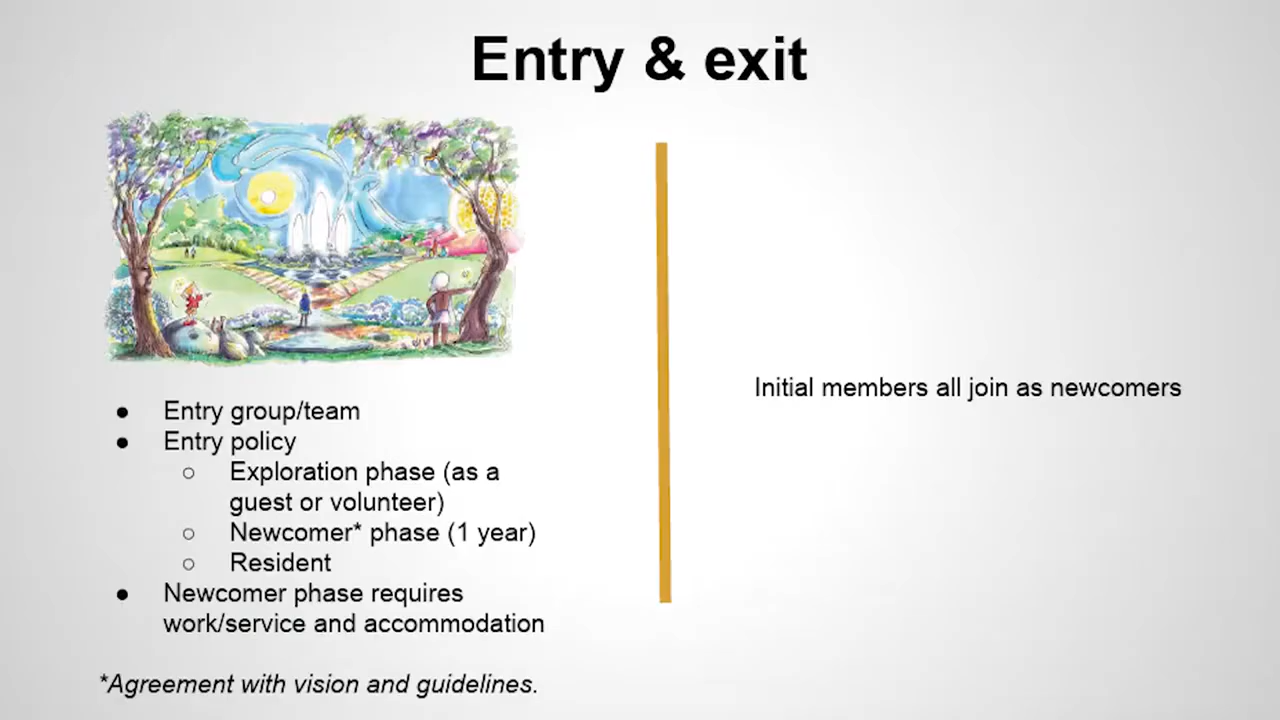 Entry & exit
● Entry group/team
● Entry policy
○ Exploration phase (as a
guest or volunteer)
○ Newcomer* phase (1 year)
○ Resident
● Newcomer phase requires
work/service and accommodation
*Agreement with vision and guidelines.
Initial members all join as newcomers